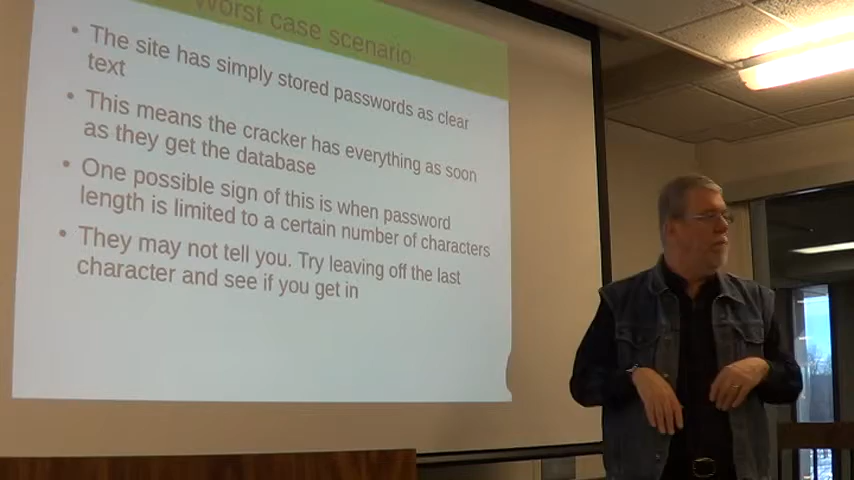 Worst case scenario
• The site has simply stored passwords as clear
text
• This means the cracker has everything as soon
as they get the database
• One possible sign of this is when password
length is limited to a certain number of characters
• They may not tell you. Try leaving off the last
character and see if you get in